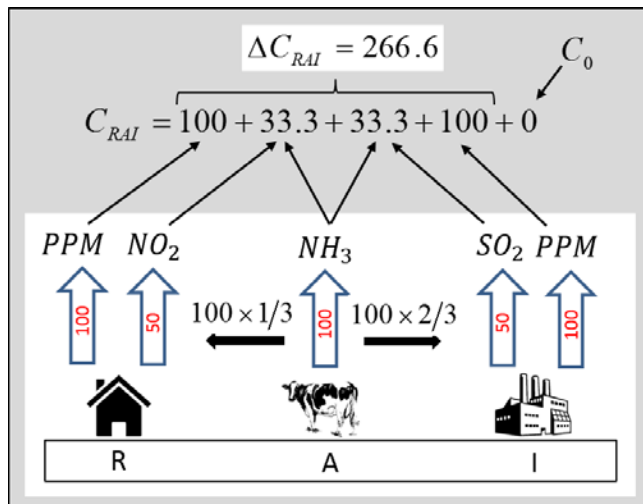 ΔC_RAI = 266.6
C_0
C_RAI = 100 + 33.3 + 33.3 + 100 + 0
PPM NO₂ NH₃ SO₂ PPM
100 50 100 × 1/3 100 100 × 2/3 50 100
R A I